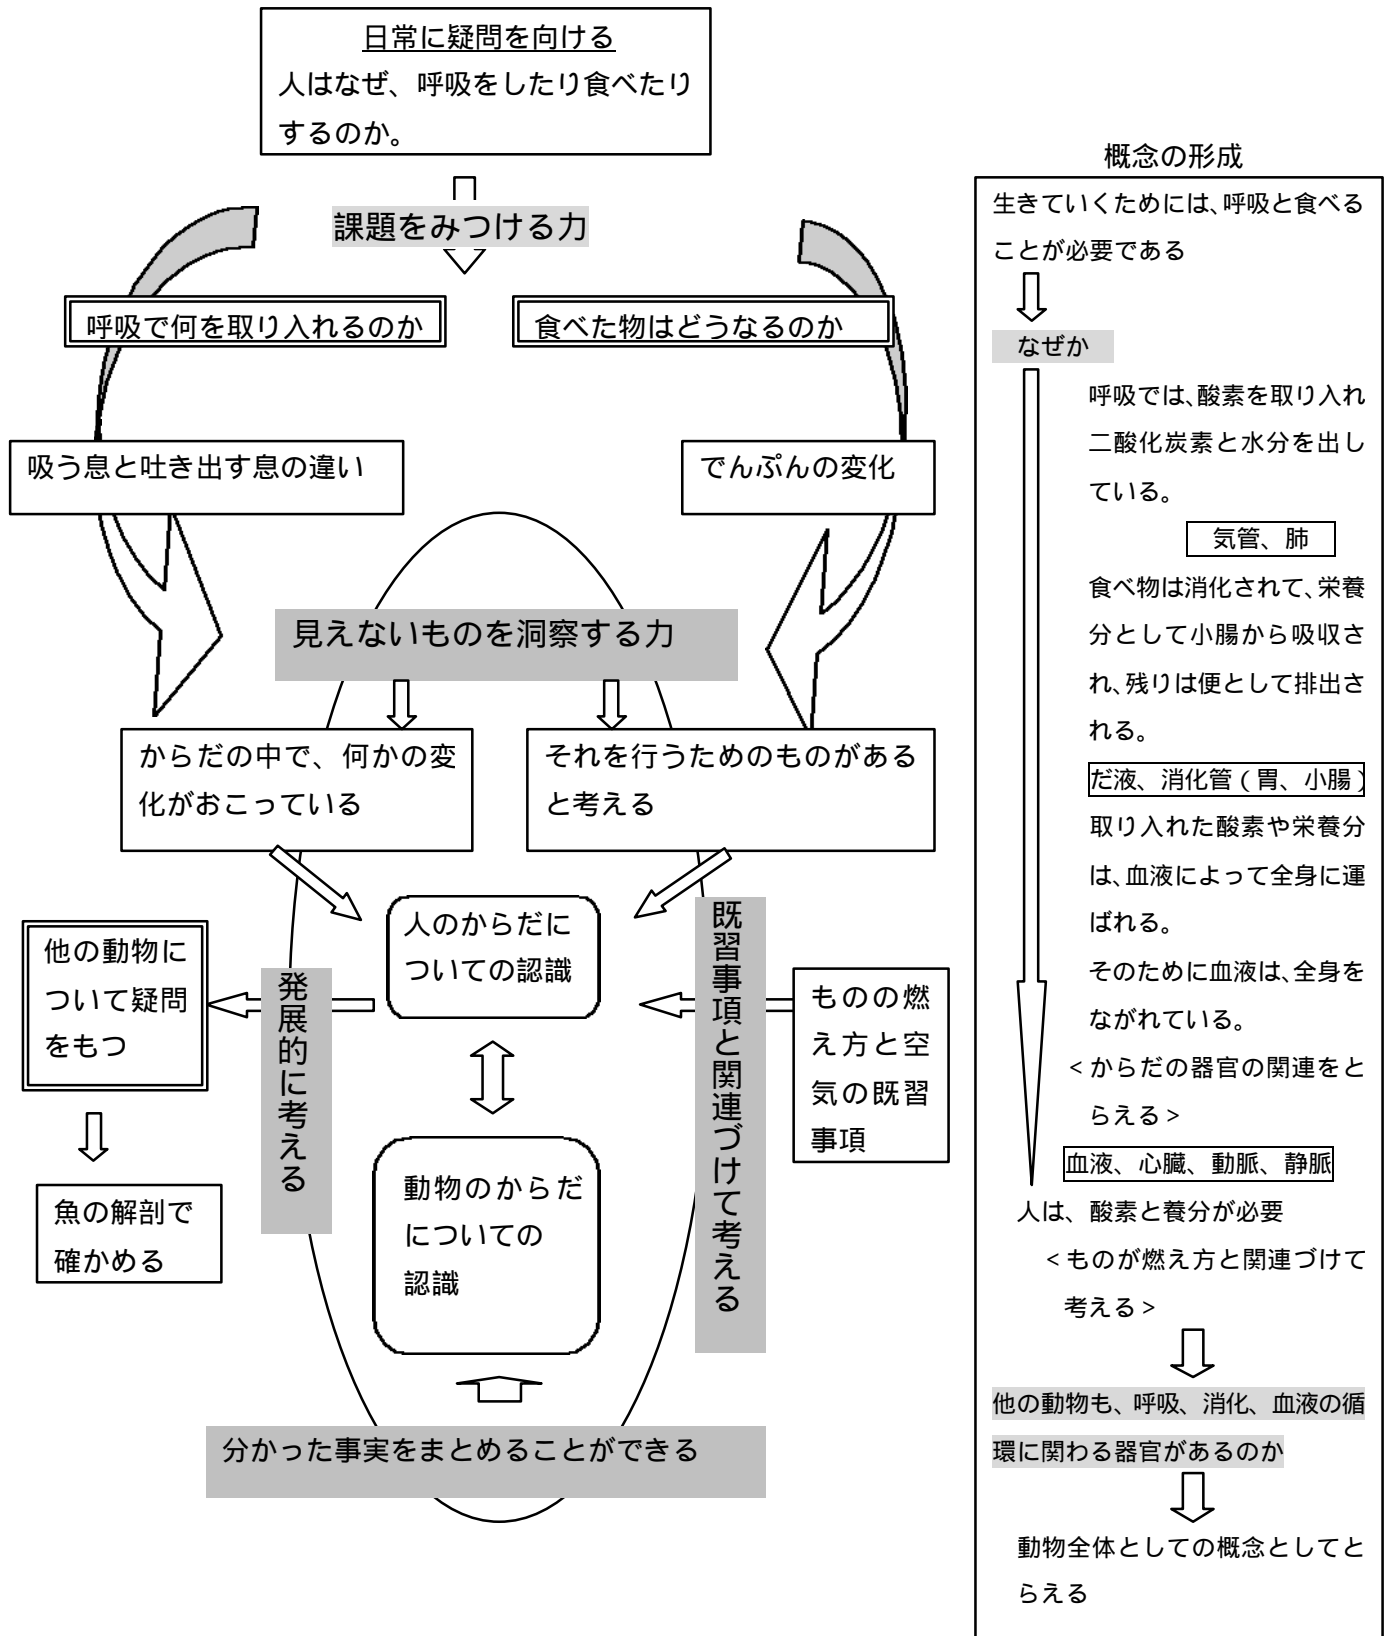 日常に疑問を向ける
人はなぜ、呼吸をしたり食べたり
するのか。
課題をみつける力
呼吸で何を取り入れるのか
食べた物はどうなるのか
吸う息と吐き出す息の違い
でんぷんの変化
見えないものを洞察する力
からだの中で、何かの変
化がおこっている
それを行うためのものがある
と考える
人のからだに
ついての認識
既習事項と関連づけて考える
ものの燃
え方と空
気の既習
事項
発展的に考える
他の動物に
ついて疑問
をもつ
魚の解剖で
確かめる
動物のからだ
についての
認識
分かった事実をまとめることができる
概念の形成
生きていくためには、呼吸と食べる
ことが必要である
なぜか
呼吸では、酸素を取り入れ
二酸化炭素と水分を出し
ている。
気管、肺
食べ物は消化されて、栄養
分として小腸から吸収さ
れ、残りは便として排出さ
れる。
だ液、消化管(胃、小腸)
取り入れた酸素や栄養分
は、血液によって全身に運
ばれる。
そのために血液は、全身を
ながれている。
<からだの器官の関連をと
らえる>
血液、心臓、動脈、静脈
人は、酸素と養分が必要
<ものが燃え方と関連づけて
考える>
他の動物も、呼吸、消化、血液の循
環に関わる器官があるのか
動物全体としての概念としてと
らえる